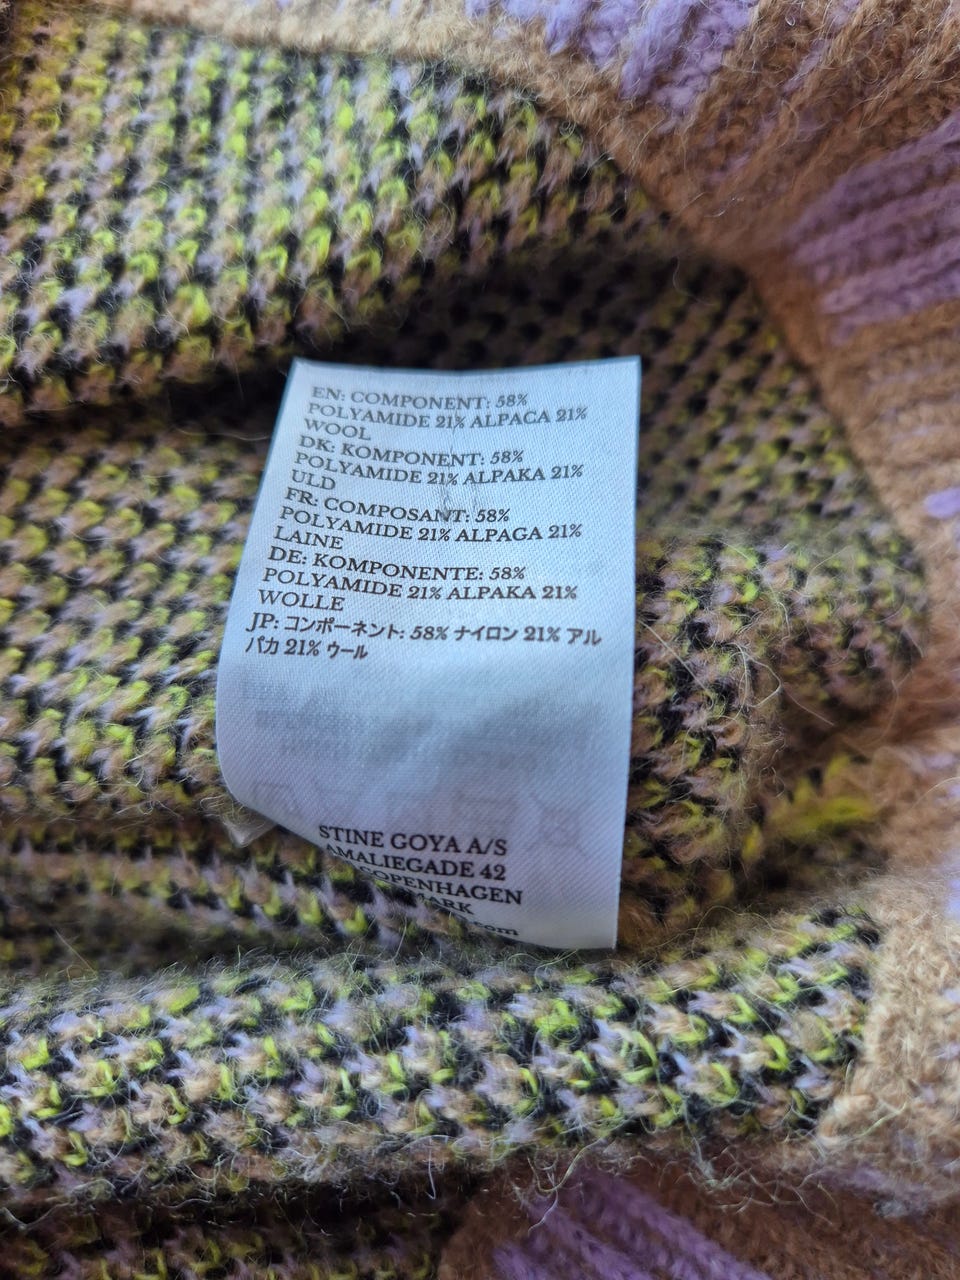 EN: COMPONENT: 58%
POLYAMIDE 21% ALPACA 21%
WOOL
DK: KOMPONENT: 58%
POLYAMIDE 21% ALPAKA 21%
ULD
FR: COMPOSANT: 58%
POLYAMIDE 21% ALPAGA 21%
LAINE
DE: KOMPONENTE: 58%
POLYAMIDE 21% ALPAKA 21%
WOLLE
JP: コンポーネント: 58% ナイロン 21% アル
パカ 21% ウール
STINE GOYA A/S
AMALIEGADE 42
COPENHAGEN